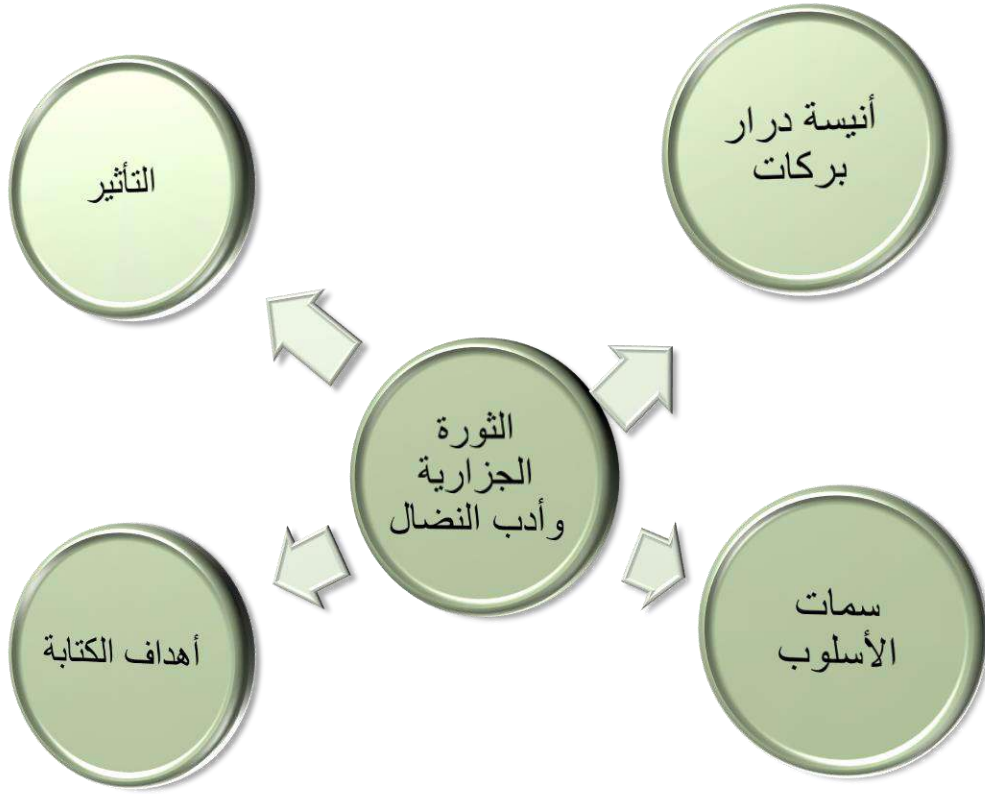 أنيسة درار
بركات
التأثير
الثورة
الجزارية
وأدب النضال
سمات
الأسلوب
أهداف الكتابة